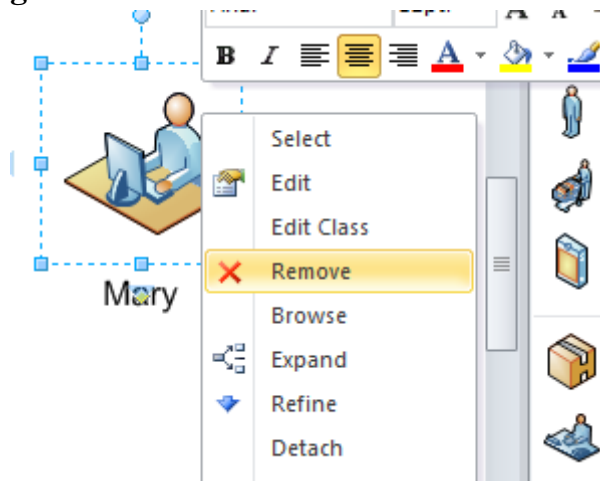 B I A
Select
Edit
Edit Class
Remove
Mary
Browse
Expand
Refine
Detach